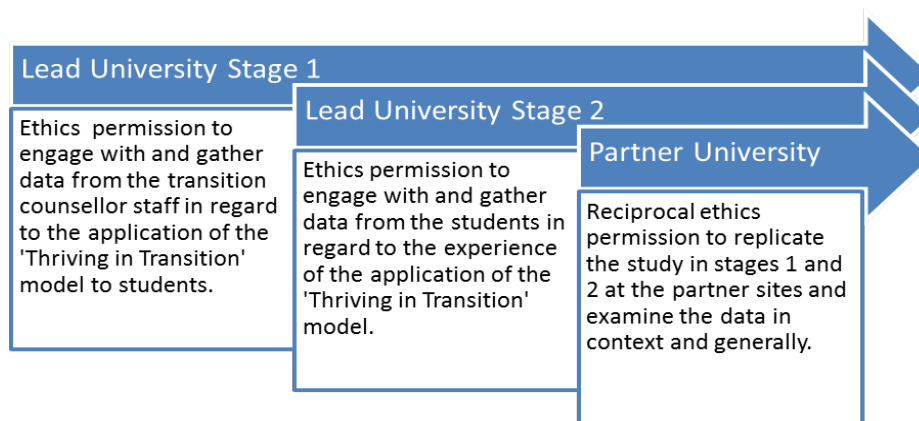 Lead University Stage 1
Ethics permission to
engage with and gather
data from the transition
counsellor staff in regard
to the application of the
'Thriving in Transition'
model to students.
Lead University Stage 2
Ethics permission to
engage with and gather
data from the students in
regard to the experience
of the application of the
'Thriving in Transition'
model.
Partner University
Reciprocal ethics
permission to replicate
the study in stages 1 and
2 at the partner sites and
examine the data in
context and generally.